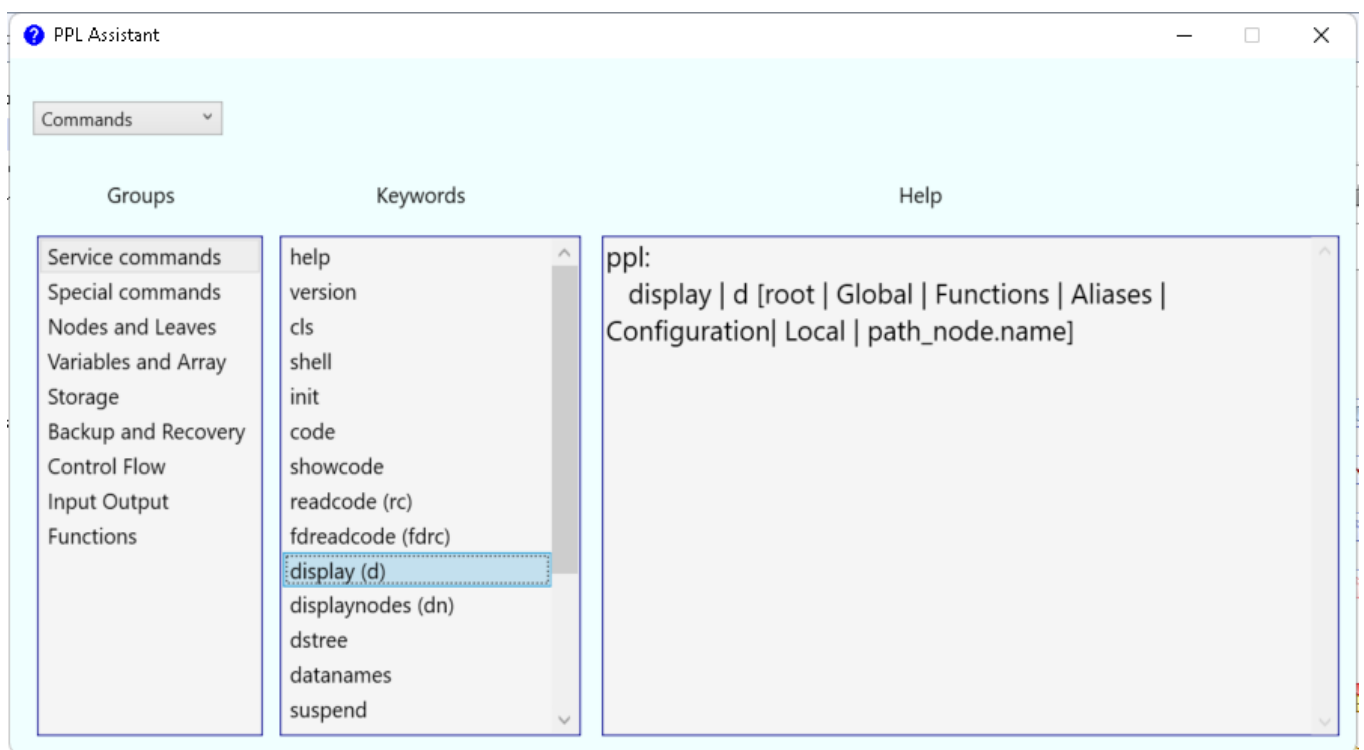 PPL Assistant
Commands
Groups
Keywords
Help
Service commands
Special commands
Nodes and Leaves
Variables and Array
Storage
Backup and Recovery
Control Flow
Input Output
Functions
help
version
cls
shell
init
code
showcode
readcode (rc)
fdreadcode (fdrc)
display (d)
displaynodes (dn)
dstree
datanames
suspend
ppl:
display | d [root | Global | Functions | Aliases |
Configuration| Local | path_node.name]